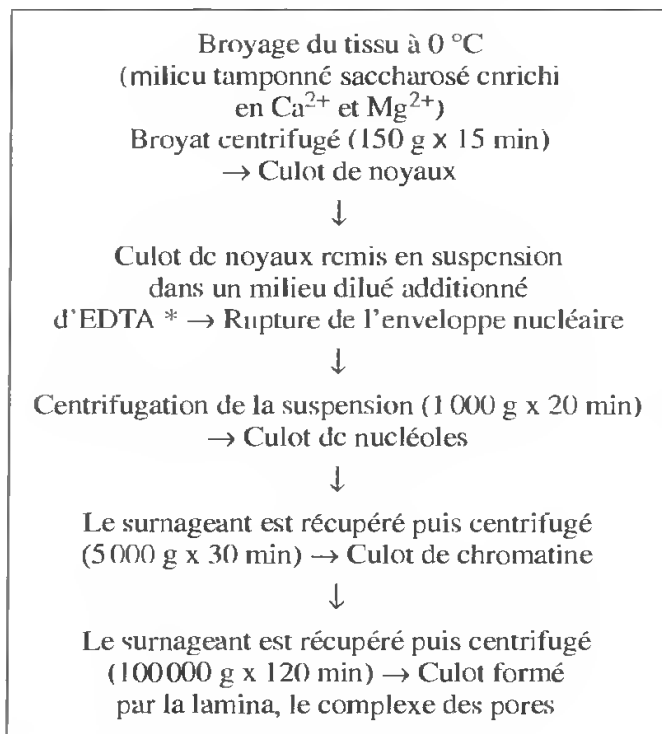 Broyage du tissu à 0 °C
(milieu tamponné saccharosé enrichi
en Ca²⁺ et Mg²⁺)
Broyat centrifugé (150 g x 15 min)
→ Culot de noyaux
↓
Culot de noyaux remis en suspension
dans un milieu dilué additionné
d'EDTA * → Rupture de l'enveloppe nucléaire
↓
Centrifugation de la suspension (1 000 g x 20 min)
→ Culot de nucléoles
↓
Le surnageant est récupéré puis centrifugé
(5 000 g x 30 min) → Culot de chromatine
↓
Le surnageant est récupéré puis centrifugé
(100 000 g x 120 min) → Culot formé
par la lamina, le complexe des pores